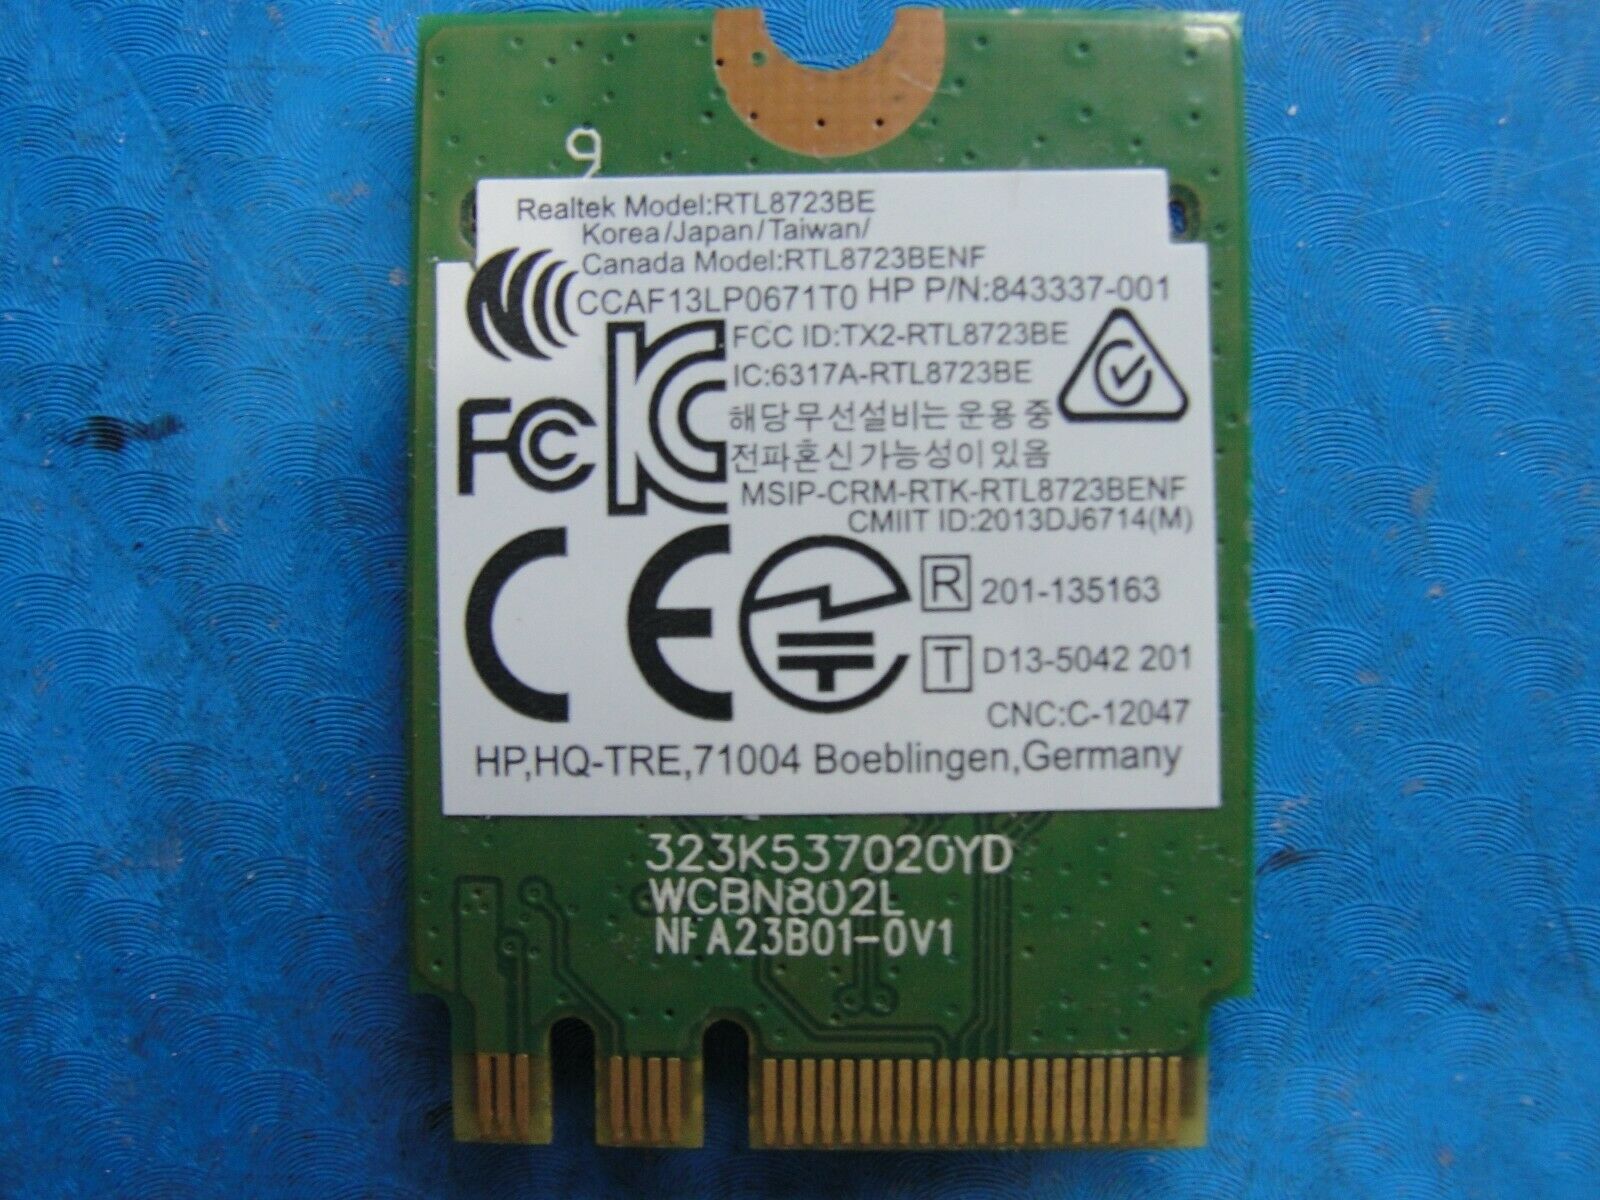 9
Realtek Model:RTL8723BE
Korea/Japan/Taiwan/
Canada Model:RTL8723BENF
CCAF13LP0671T0 HP P/N:843337-001
FCC ID:TX2-RTL8723BE
IC:6317A-RTL8723BE
FC
해당무선설비는 운용 중
전파혼신 가능성이 있음
MSIP-CRM-RTK-RTL8723BENF
CMIIT ID:2013DJ6714(M)
CE
R 201-135163
T D13-5042 201
CNC:C-12047
HP,HQ-TRE,71004 Boeblingen,Germany
323K537020YD
WCBN802L
NFA23B01-0V1